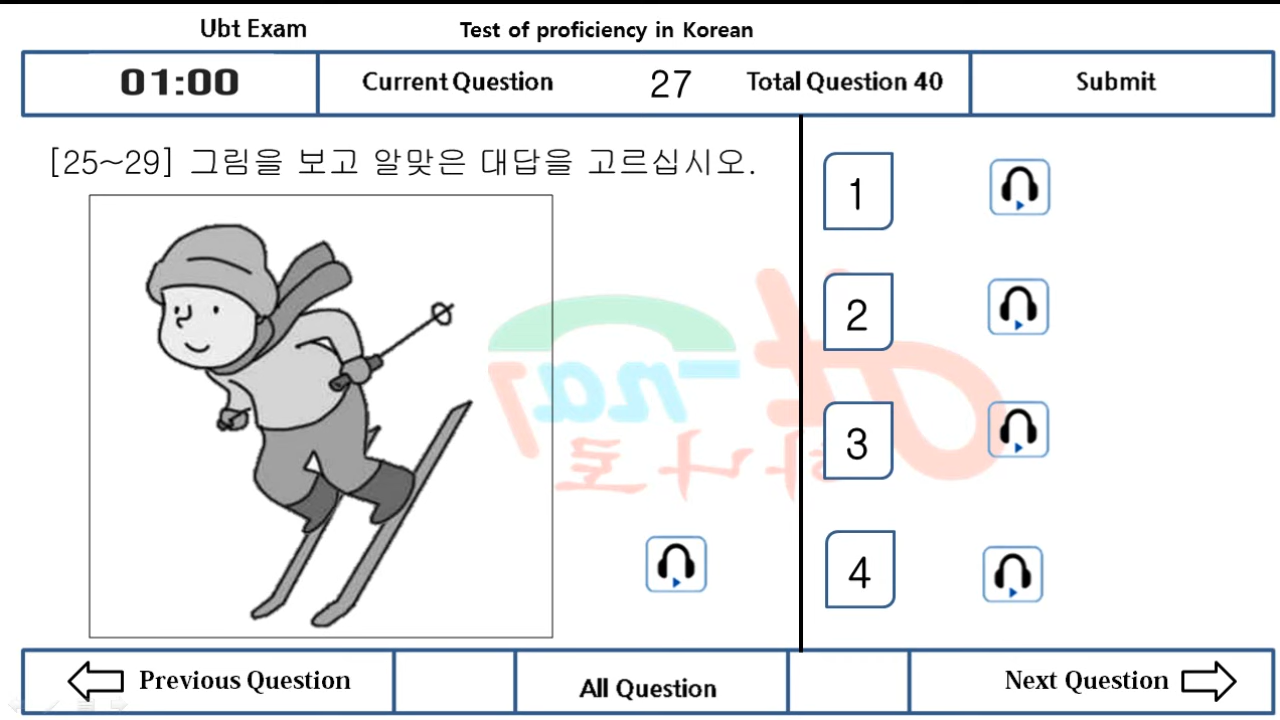 Ubt Exam
Test of proficiency in Korean
01:00
Current Question 27 Total Question 40
Submit
[25~29] 그림을 보고 알맞은 대답을 고르십시오.
1
2
3
4
Previous Question
All Question
Next Question